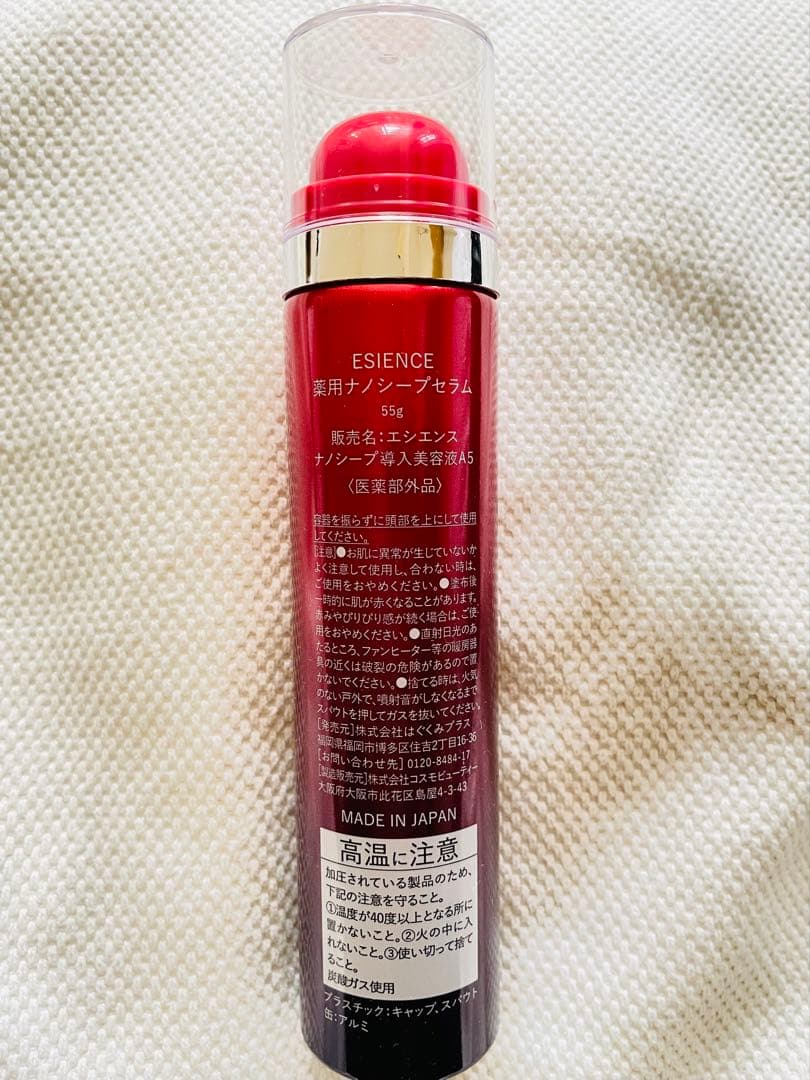 ESIENCE
薬用ナノシープセラム
55g
販売名:エシエンス
ナノシープ導入美容液A5
〈医薬部外品〉
容器を振らずに頭部を上にして使用
してください。
[注意]●お肌に異常が生じていないか
よく注意して使用し、合わない時は、
ご使用をおやめください。●塗布後
一時的に肌が赤くなることがあります。
赤みやぴりぴり感が続く場合は、ご使
用をおやめください。●直射日光のあ
たるところ、ファンヒーター等の暖房器
具の近くは破裂の危険があるので置
かないでください。●捨てる時は、火気
のない戸外で、噴射音がしなくなるまで
スパウトを押してガスを抜いてください。
[発売元]株式会社はぐくみプラス
福岡県福岡市博多区住吉2丁目16-36
[お問い合わせ先]0120-8484-17
[製造販売元]株式会社コスモビューティー
大阪府大阪市此花区島屋4-3-43
MADE IN JAPAN
高温に注意
加圧されている製品のため、
下記の注意を守ること。
①温度が40度以上となる所に
置かないこと。②火の中に入
れないこと。③使い切って捨て
ること。
炭酸ガス使用
プラスチック:キャップ、スパウト
缶:アルミ